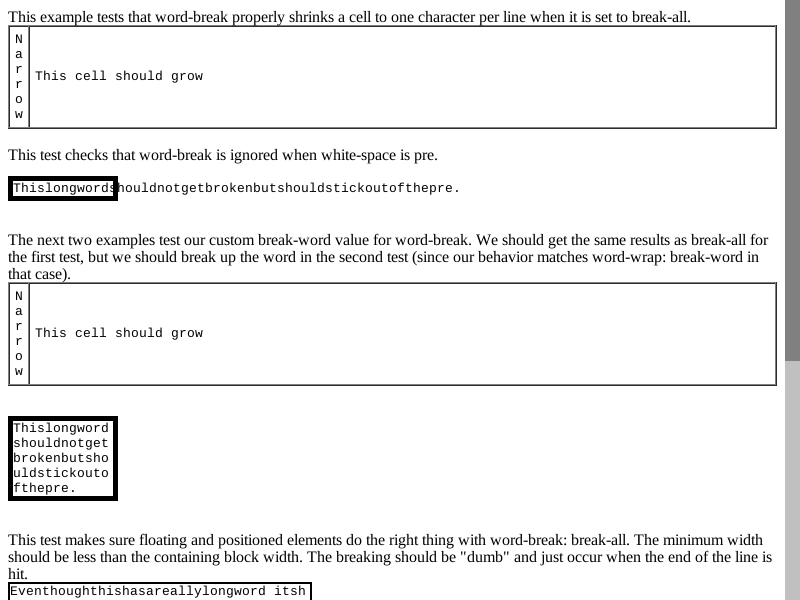 This example tests that word-break properly shrinks a cell to one character per line when it is set to break-all.
N
a
r
r
o
w
This cell should grow
This test checks that word-break is ignored when white-space is pre.
Thislongwordshouldnotgetbrokenbutshouldstickoutofthepre.
The next two examples test our custom break-word value for word-break. We should get the same results as break-all for
the first test, but we should break up the word in the second test (since our behavior matches word-wrap: break-word in
that case).
N
a
r
r
o
w
This cell should grow
Thislongword
shouldnotget
brokenbutsho
uldstickouto
fthepre.
This test makes sure floating and positioned elements do the right thing with word-break: break-all. The minimum width
should be less than the containing block width. The breaking should be "dumb" and just occur when the end of the line is
hit.
Eventhoughthishasareallylongword itsh